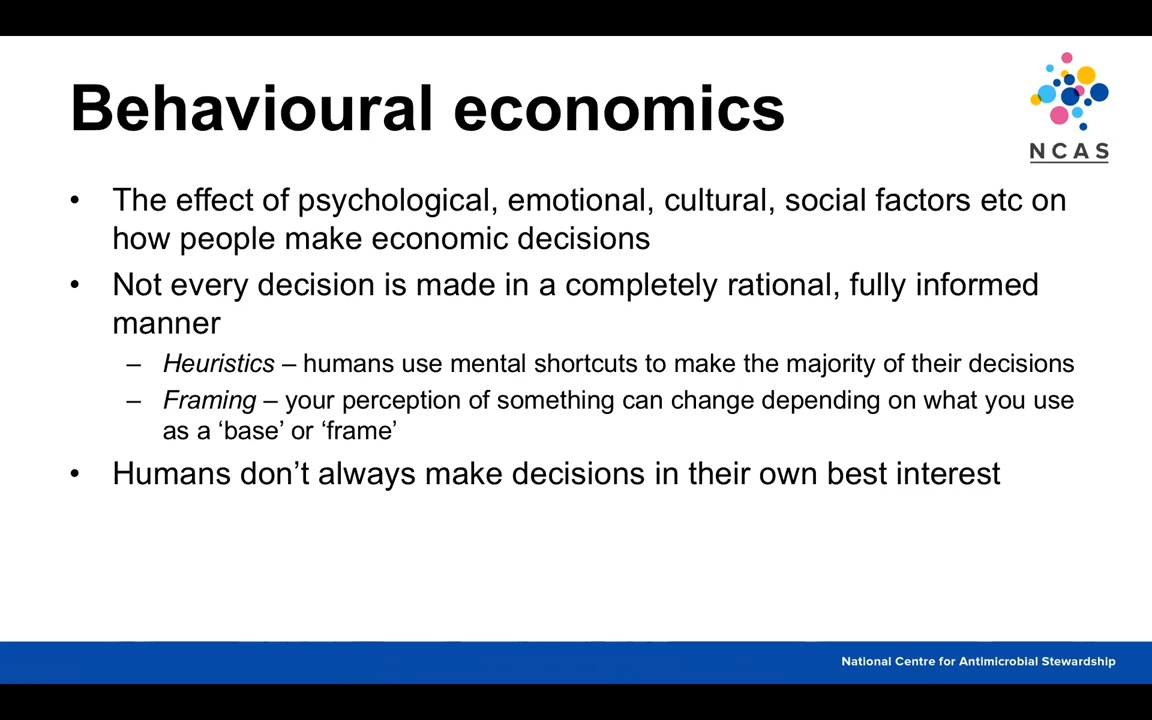 Behavioural economics
NCAS
• The effect of psychological, emotional, cultural, social factors etc on
how people make economic decisions
• Not every decision is made in a completely rational, fully informed
manner
– Heuristics – humans use mental shortcuts to make the majority of their decisions
– Framing – your perception of something can change depending on what you use
as a ‘base’ or ‘frame’
• Humans don’t always make decisions in their own best interest
National Centre for Antimicrobial Stewardship